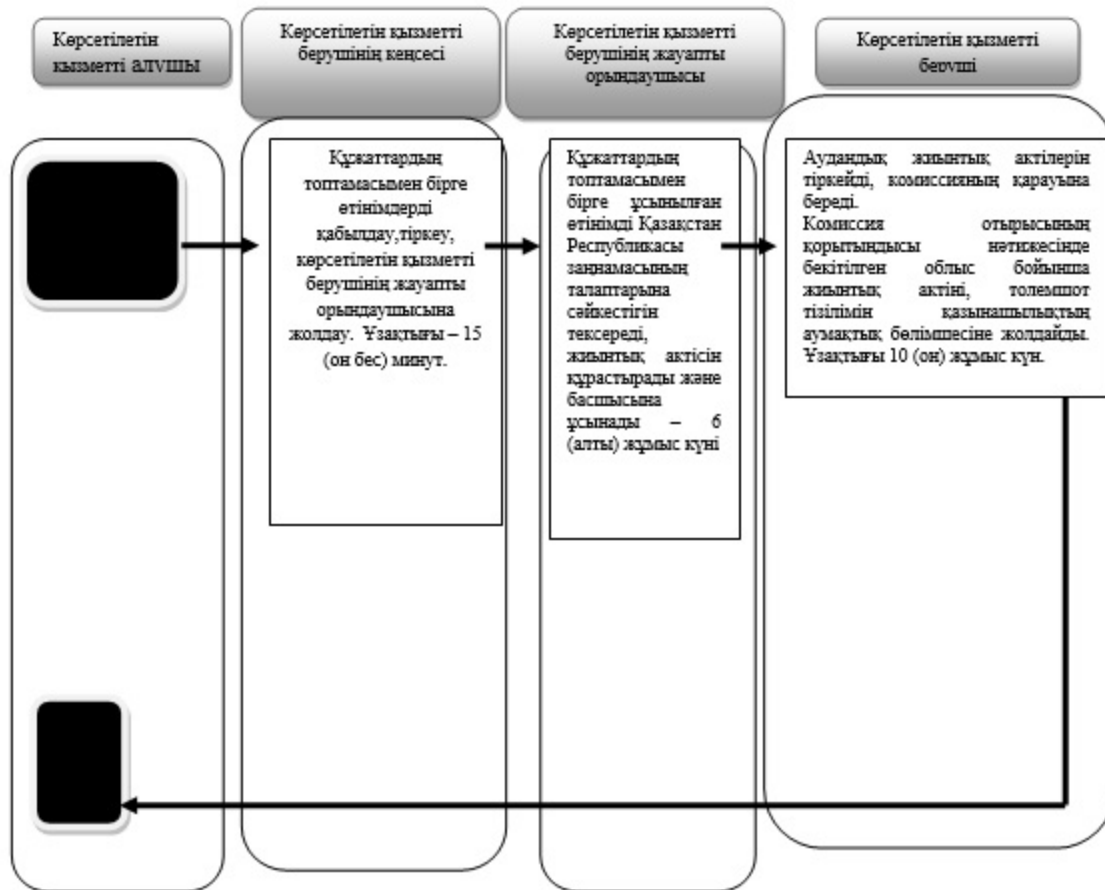 Көрсетілетін
қызметті алушы
Көрсетілетін қызметті
берушінің кеңсесі
Көрсетілетін қызметті
берушінің жауапты
орындаушысы
Көрсетілетін қызметті
беруші
Құжаттардың
топтамасымен бірге
өтінімдерді
қабылдау,тіркеу,
көрсетілетін қызметті
берушінің жауапты
орындаушысына
жолдау. Ұзақтығы – 15
(он бес) минут.
Құжаттардың
топтамасымен
бірге ұсынылған
өтінімді Қазақстан
Республикасы
заңнамасының
талаптарына
сәйкестігін
тексереді,
жиынтық актісін
құрастырады және
басшысына
ұсынады – 6
(алты) жұмыс күні
Аудандық жиынтық актілерін
тіркейді, комиссияның қарауына
береді.
Комиссия отырысының
қорытындысы нәтижесінде
бекітілген облыс бойынша
жиынтық актіні, толемшот
тізілімін қазынашылықтың
аумақтық бөлімшесіне жолдайды.
Ұзақтығы 10 (он) жұмыс күн.